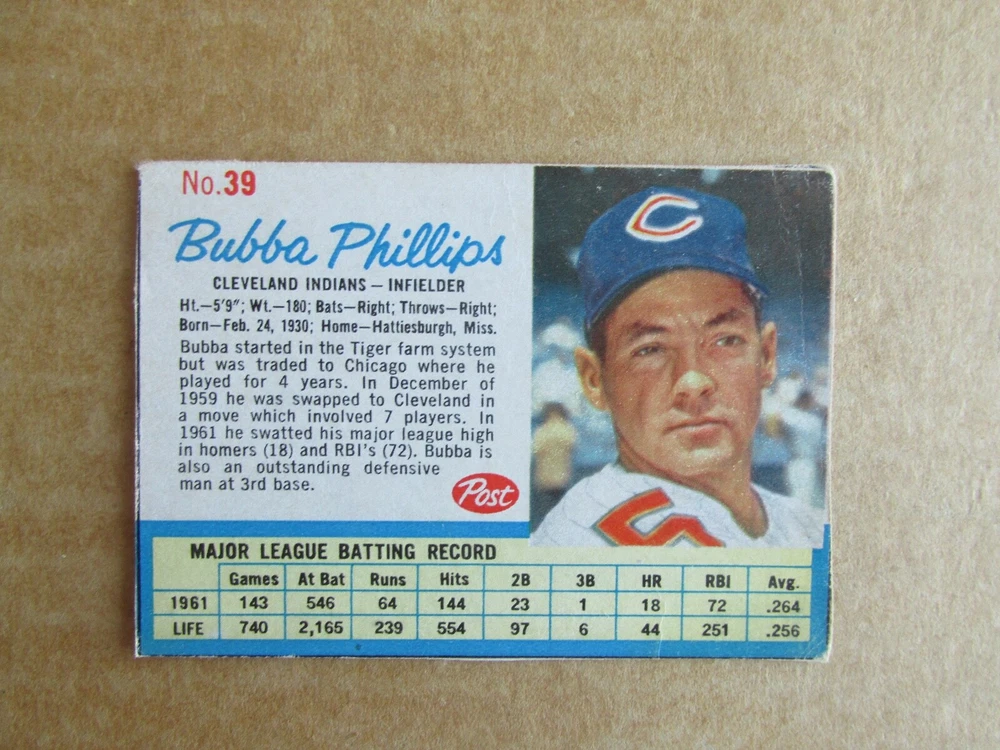 No.39
Bubba Phillips
CLEVELAND INDIANS — INFIELDER
Ht.—5'9"; Wt.—180; Bats—Right; Throws—Right;
Born—Feb. 24, 1930; Home—Hattiesburgh, Miss.
Bubba started in the Tiger farm system
but was traded to Chicago where he
played for 4 years. In December of
1959 he was swapped to Cleveland in
a move which involved 7 players. In
1961 he swatted his major league high
in homers (18) and RBI's (72). Bubba is
also an outstanding defensive
man at 3rd base.
Post
C
5
MAJOR LEAGUE BATTING RECORD
Games At Bat Runs Hits 2B 3B HR RBI Avg.
1961 143 546 64 144 23 1 18 72 .264
LIFE 740 2,165 239 554 97 6 44 251 .256